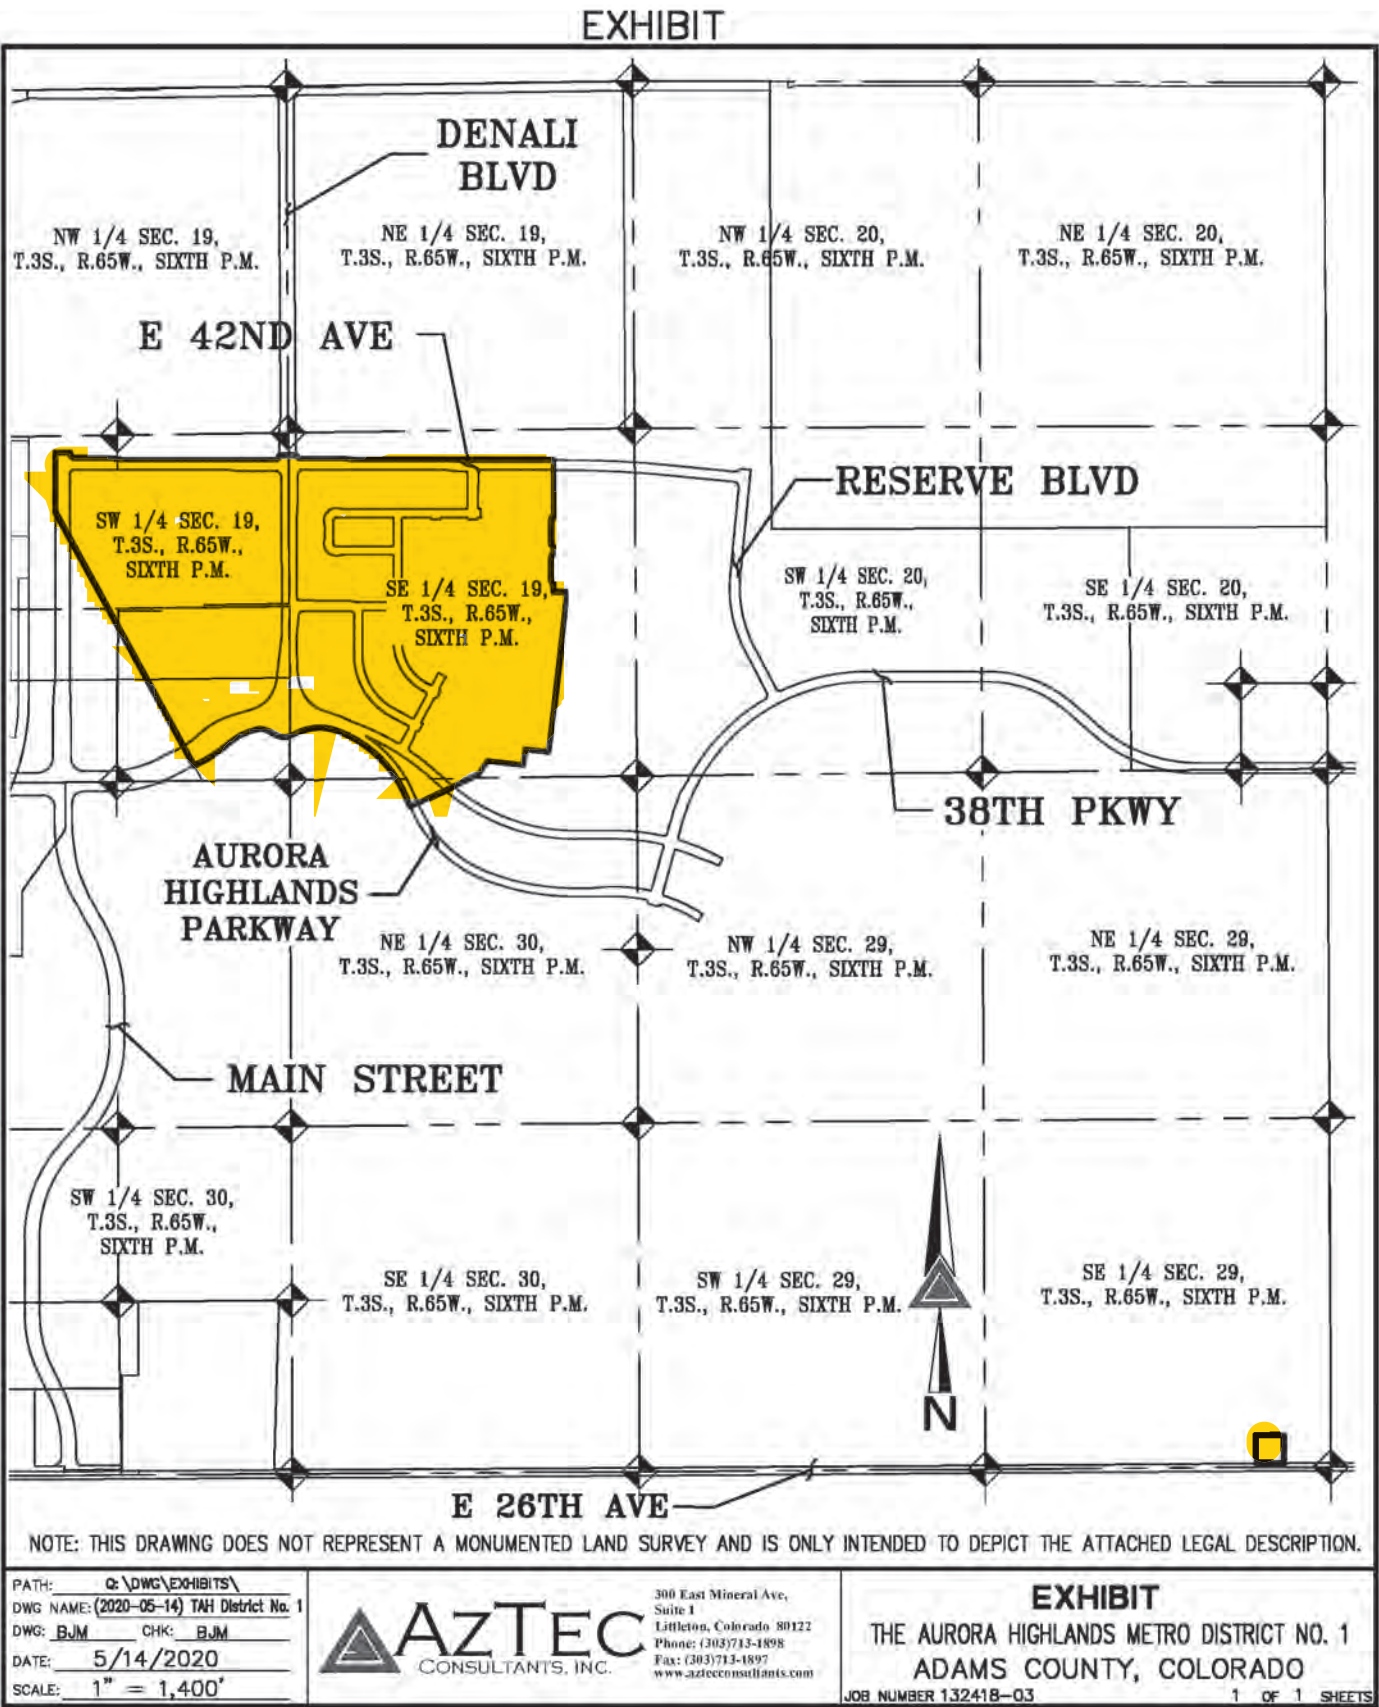 EXHIBIT
DENALI
BLVD
NW 1/4 SEC. 19,
T.3S., R.65W., SIXTH P.M.
NE 1/4 SEC. 19,
T.3S., R.65W., SIXTH P.M.
NW 1/4 SEC. 20,
T.3S., R.65W., SIXTH P.M.
NE 1/4 SEC. 20,
T.3S., R.65W., SIXTH P.M.
E 42ND AVE
RESERVE BLVD
SW 1/4 SEC. 19,
T.3S., R.65W.,
SIXTH P.M.
SE 1/4 SEC. 19,
T.3S., R.65W.,
SIXTH P.M.
SW 1/4 SEC. 20,
T.3S., R.65W.,
SIXTH P.M.
SE 1/4 SEC. 20,
T.3S., R.65W., SIXTH P.M.
38TH PKWY
AURORA
HIGHLANDS
PARKWAY
NE 1/4 SEC. 30,
T.3S., R.65W., SIXTH P.M.
NW 1/4 SEC. 29,
T.3S., R.65W., SIXTH P.M.
NE 1/4 SEC. 29,
T.3S., R.65W., SIXTH P.M.
MAIN STREET
SW 1/4 SEC. 30,
T.3S., R.65W.,
SIXTH P.M.
SE 1/4 SEC. 30,
T.3S., R.65W., SIXTH P.M.
SW 1/4 SEC. 29,
T.3S., R.65W., SIXTH P.M.
SE 1/4 SEC. 29,
T.3S., R.65W., SIXTH P.M.
N
E 26TH AVE
NOTE: THIS DRAWING DOES NOT REPRESENT A MONUMENTED LAND SURVEY AND IS ONLY INTENDED TO DEPICT THE ATTACHED LEGAL DESCRIPTION.
PATH: Q:\DWG\EXHIBITS\
DWG NAME: (2020-05-14) TAH District No. 1
DWG: BJM CHK: BJM
DATE: 5/14/2020
SCALE: 1" = 1,400'
AZTEC
CONSULTANTS, INC.
300 East Mineral Ave,
Suite 1
Littleton, Colorado 80122
Phone: (303)713-1898
Fax: (303)713-1897
www.aztecconsultants.com
EXHIBIT
THE AURORA HIGHLANDS METRO DISTRICT NO. 1
ADAMS COUNTY, COLORADO
JOB NUMBER 132418-03 1 OF 1 SHEETS